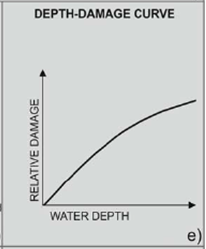 DEPTH-DAMAGE CURVE
RELATIVE DAMAGE
WATER DEPTH
e)